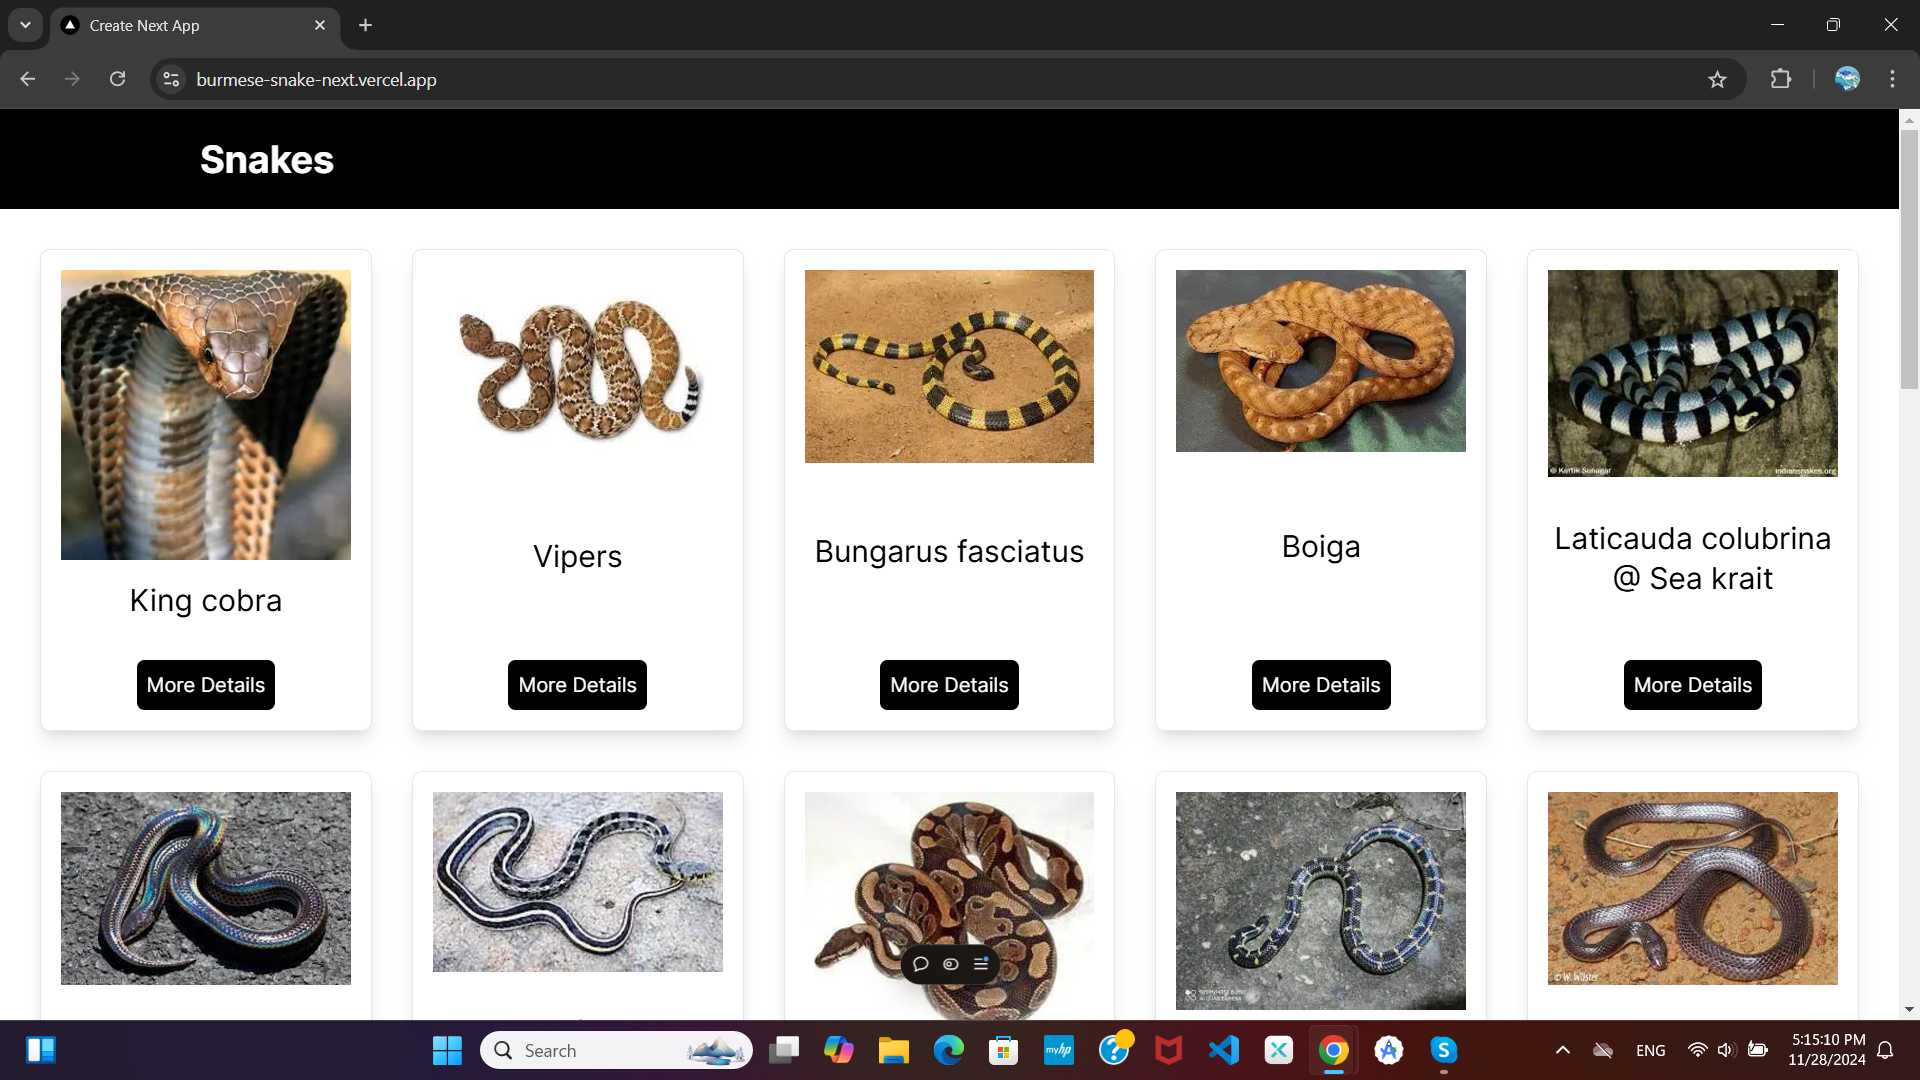 Create Next App
burmese-snake-next.vercel.app
Snakes
© Kartik Sunagar
indiansnakes.org
King cobra
Vipers
Bungarus fasciatus
Boiga
Laticauda colubrina
@ Sea krait
More Details
More Details
More Details
More Details
More Details
© W. Wüster
Search
myhp
ENG
5:15:10 PM
11/28/2024